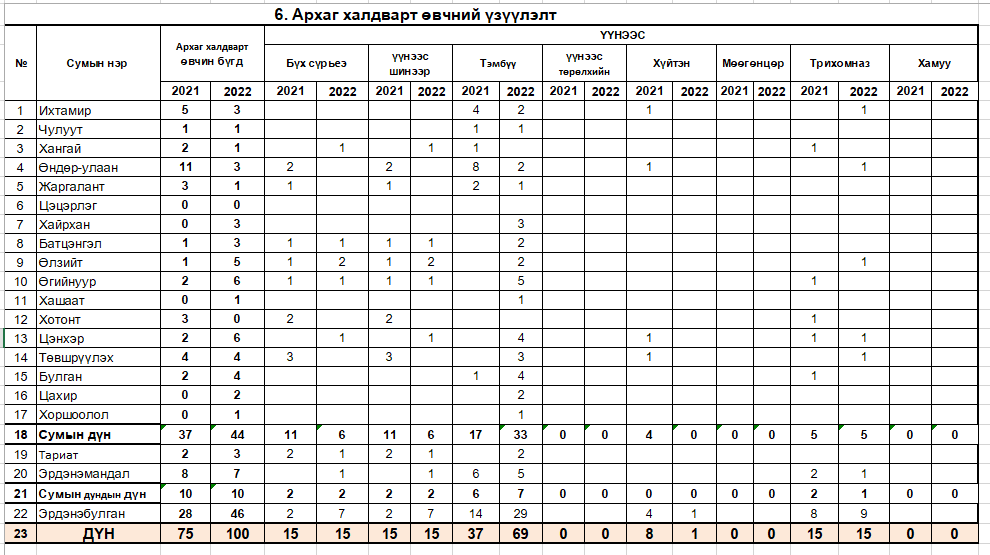 6. Архаг халдварт өвчний үзүүлэлт
№ Сумын нэр Архаг халдварт өвчин бүгд ҮҮНЭЭС
Бүх сүрьеэ үүнээс шинээр Тэмбүү үүнээс төрөлхийн Хүйтэн Мөөгөнцөр Трихомназ Хамуу
2021 2022 2021 2022 2021 2022 2021 2022 2021 2022 2021 2022 2021 2022 2021 2022 2021 2022
1 Ихтамир 5 3 4 2 1 1
2 Чулуут 1 1 1 1
3 Хангай 2 1 1 1 1 1
4 Өндөр-улаан 11 3 2 2 8 2 1 1
5 Жаргалант 3 1 1 1 2 1
6 Цэцэрлэг 0 0
7 Хайрхан 0 3 3
8 Батцэнгэл 1 3 1 1 1 1 2
9 Өлзийт 1 5 1 2 1 2 2 1
10 Өгийнуур 2 6 1 1 1 1 5 1
11 Хашаат 0 1 1
12 Хотонт 3 0 2 2 1
13 Цэнхэр 2 6 1 1 4 1 1 1
14 Төвшрүүлэх 4 4 3 3 3 1 1
15 Булган 2 4 1 4 1
16 Цахир 0 2 2
17 Хоршоолол 0 1 1
18 Сумын дүн 37 44 11 6 11 6 17 33 0 0 4 0 0 0 5 5 0 0
19 Тариат 2 3 2 1 2 1 2
20 Эрдэнэмандал 8 7 1 1 6 5 2 1
21 Сумын дундын дүн 10 10 2 2 2 2 6 7 0 0 0 0 0 0 2 1 0 0
22 Эрдэнэбулган 28 46 2 7 2 7 14 29 4 1 8 9
23 ДҮН 75 100 15 15 15 15 37 69 0 0 8 1 0 0 15 15 0 0